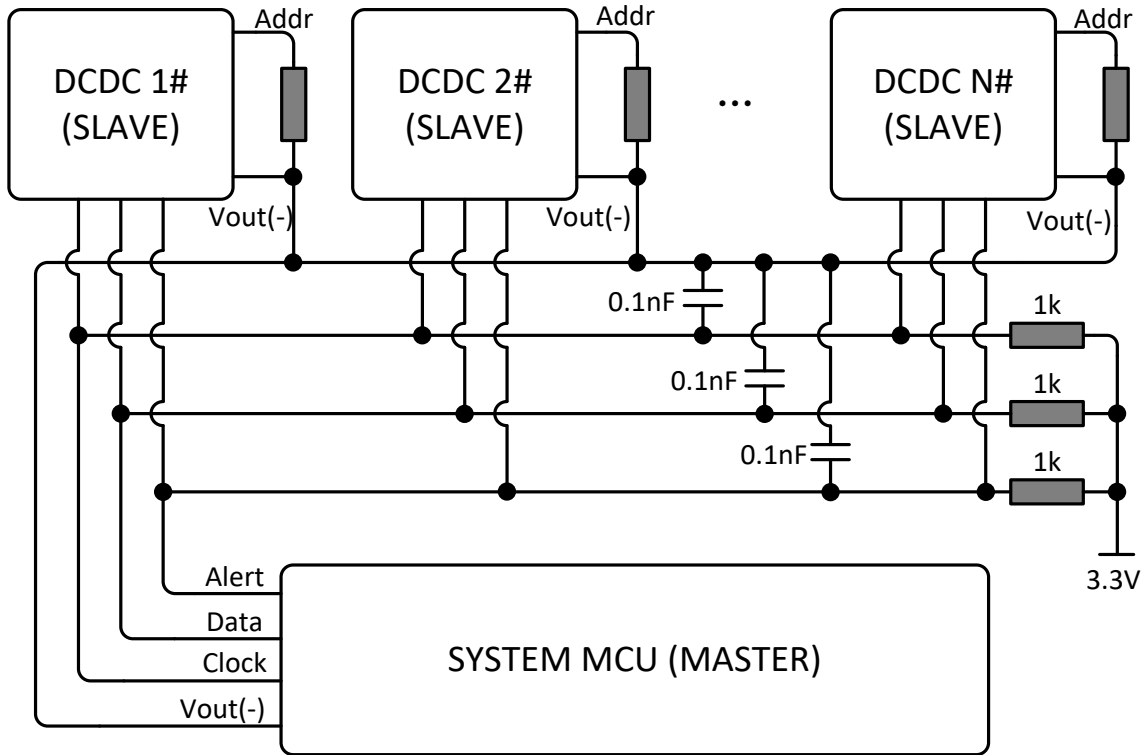 Addr
Addr
Addr
DCDC 1#
(SLAVE)
DCDC 2#
(SLAVE)
...
DCDC N#
(SLAVE)
Vout(-)
Vout(-)
Vout(-)
0.1nF
1k
0.1nF
1k
0.1nF
1k
3.3V
Alert
Data
Clock
Vout(-)
SYSTEM MCU (MASTER)